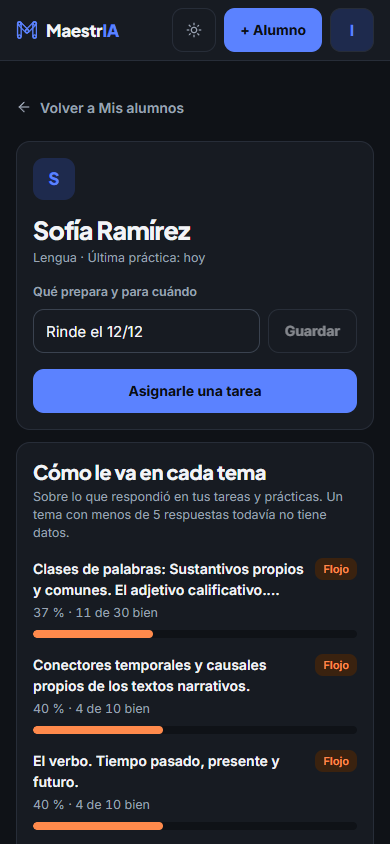 MaestrIA
+ Alumno
I
← Volver a Mis alumnos
S
Sofía Ramírez
Lengua · Última práctica: hoy
Qué prepara y para cuándo
Rinde el 12/12
Guardar
Asignarle una tarea
Cómo le va en cada tema
Sobre lo que respondió en tus tareas y prácticas. Un
tema con menos de 5 respuestas todavía no tiene
datos.
Clases de palabras: Sustantivos propios
y comunes. El adjetivo calificativo....
Flojo
37 % · 11 de 30 bien
Conectores temporales y causales
propios de los textos narrativos.
Flojo
40 % · 4 de 10 bien
El verbo. Tiempo pasado, presente y
futuro.
Flojo
40 % · 4 de 10 bien